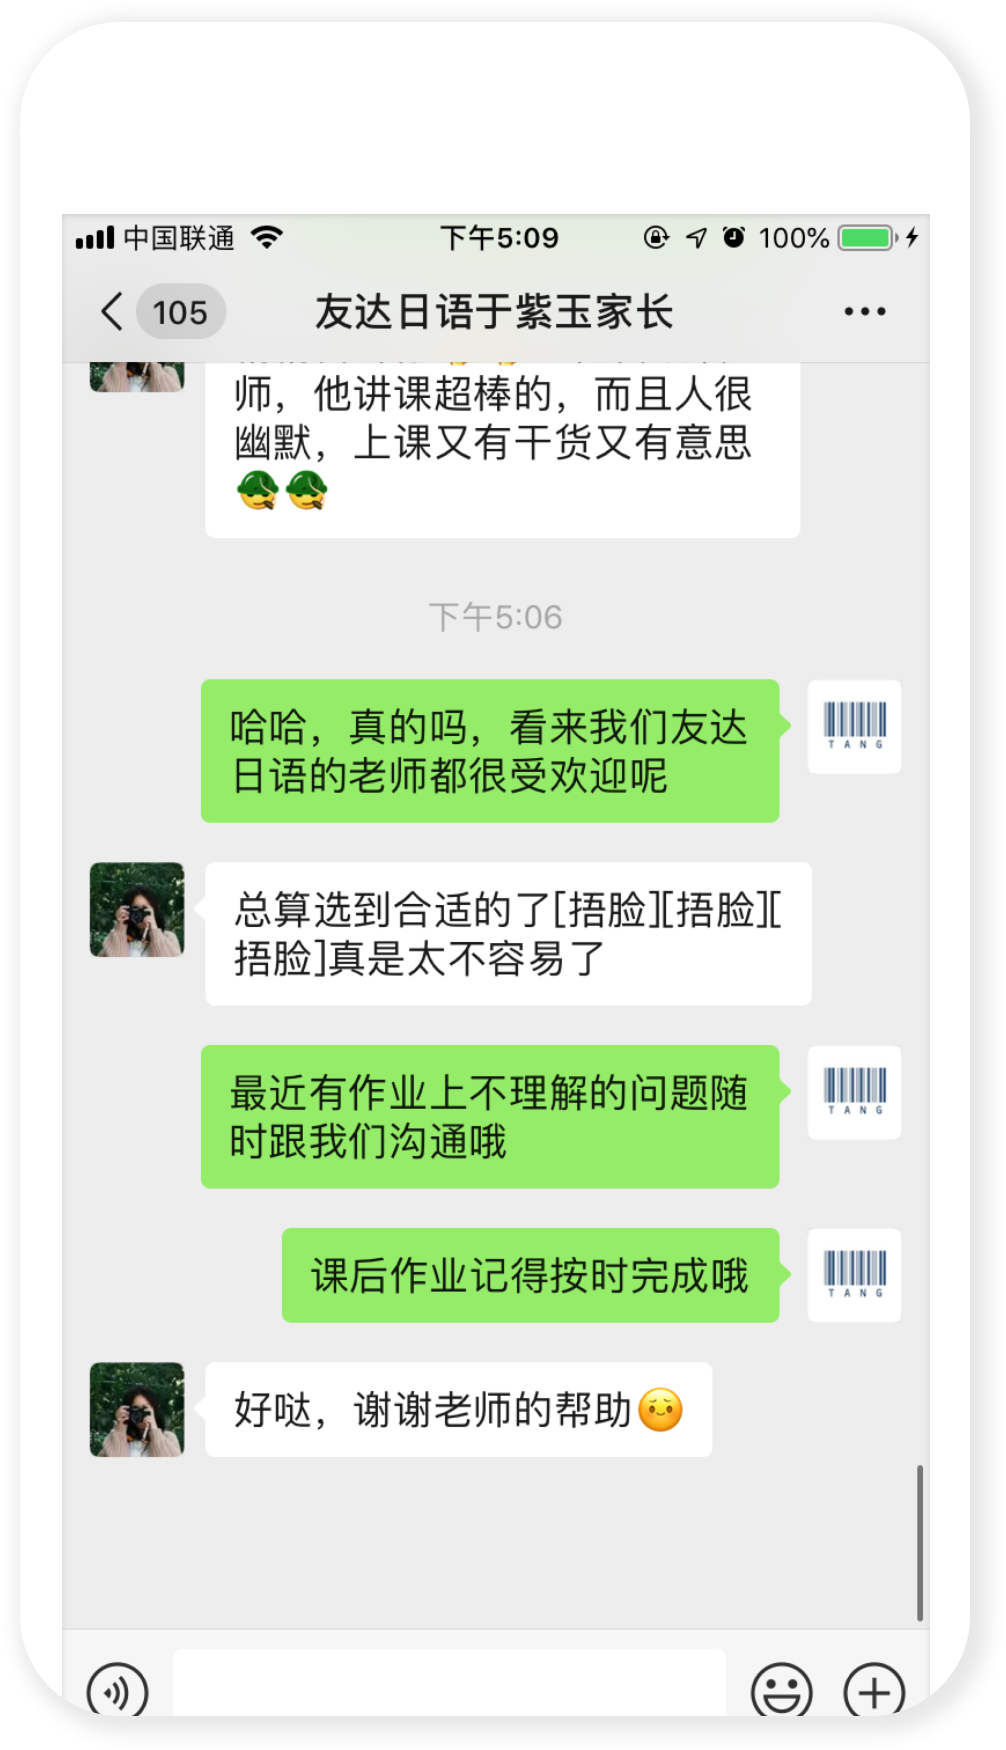 中国联通
下午5:09
100%
105
友达日语于紫玉家长
师，他讲课超棒的，而且人很
幽默，上课又有干货又有意思
下午5:06
哈哈，真的吗，看来我们友达
日语的老师都很受欢迎呢
TANG
总算选到合适的了[捂脸][捂脸][
捂脸]真是太不容易了
最近有作业上不理解的问题随
时跟我们沟通哦
TANG
课后作业记得按时完成哦
TANG
好哒，谢谢老师的帮助